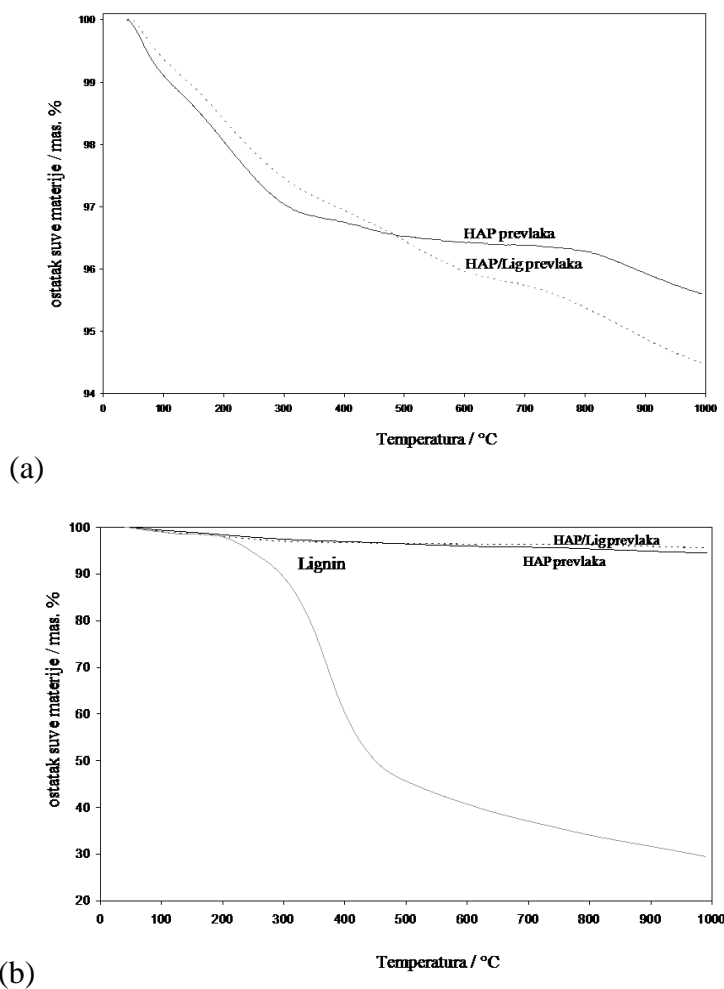 100
99
98
97
96
95
94
ostatak suve materije / mas. %
HAP prevlaka
HAP/Lig prevlaka
0 100 200 300 400 500 600 700 800 900 1000
Temperatura / °C
(a)
100
90
80
70
60
50
40
30
20
ostatak suve materije / mas. %
HAP/Lig prevlaka
Lignin
HAP prevlaka
0 100 200 300 400 500 600 700 800 900 1000
Temperatura / °C
(b)